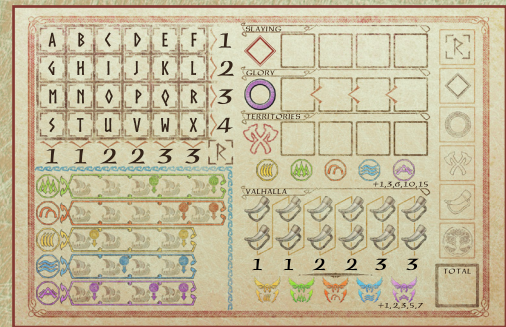 A B C D E F 1
G H I J K L 2
M N O P Q R 3
S T U V W X 4
1 1 2 2 3 3 R
SLAYING
GLORY
TERRITORIES
+1,3,6,10,15
VALHALLA
1 1 2 2 3 3
+1,2,3,5,7
R
TOTAL